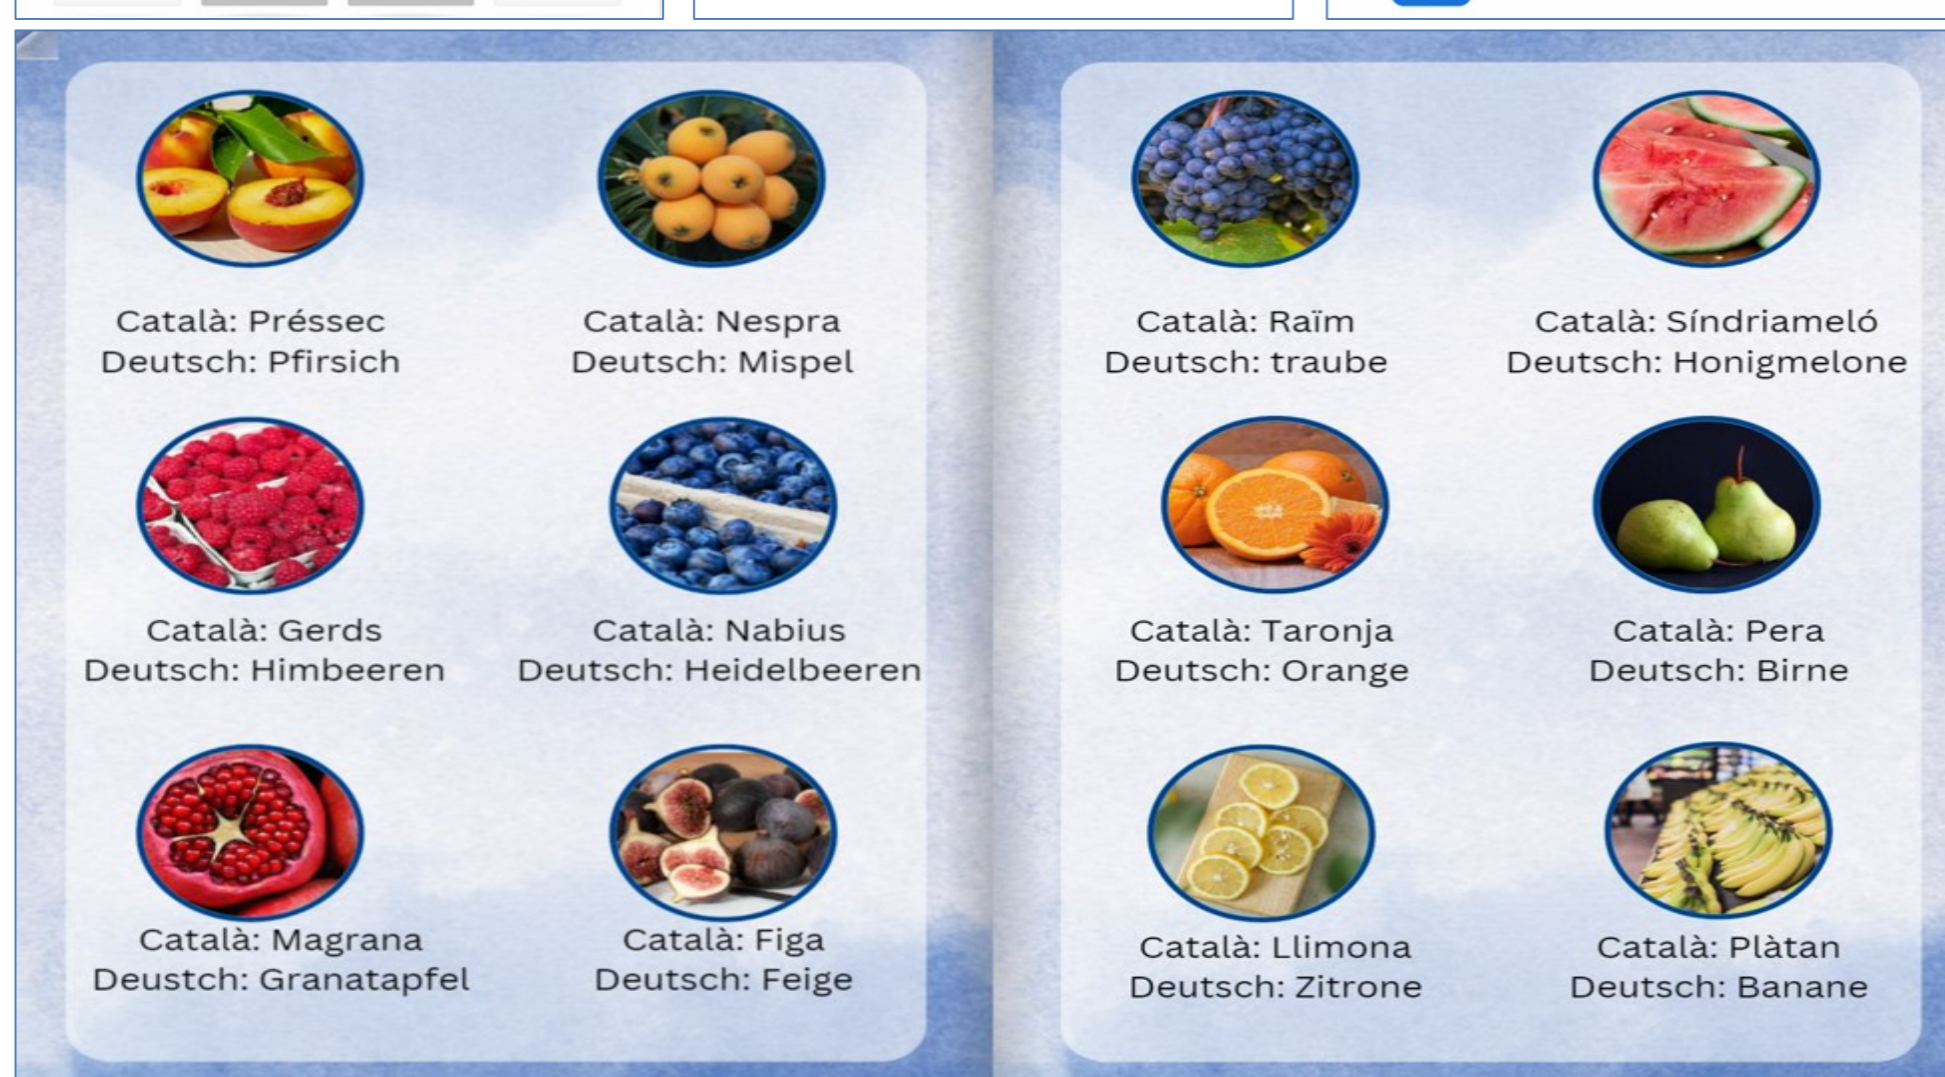 Català: Préssec
Deutsch: Pfirsich
Català: Nespra
Deutsch: Mispel
Català: Gerds
Deutsch: Himbeeren
Català: Nabius
Deutsch: Heidelbeeren
Català: Magrana
Deustch: Granatapfel
Català: Figa
Deutsch: Feige
Català: Raïm
Deutsch: traube
Català: Síndriameló
Deutsch: Honigmelone
Català: Taronja
Deutsch: Orange
Català: Pera
Deutsch: Birne
Català: Llimona
Deutsch: Zitrone
Català: Plàtan
Deutsch: Banane